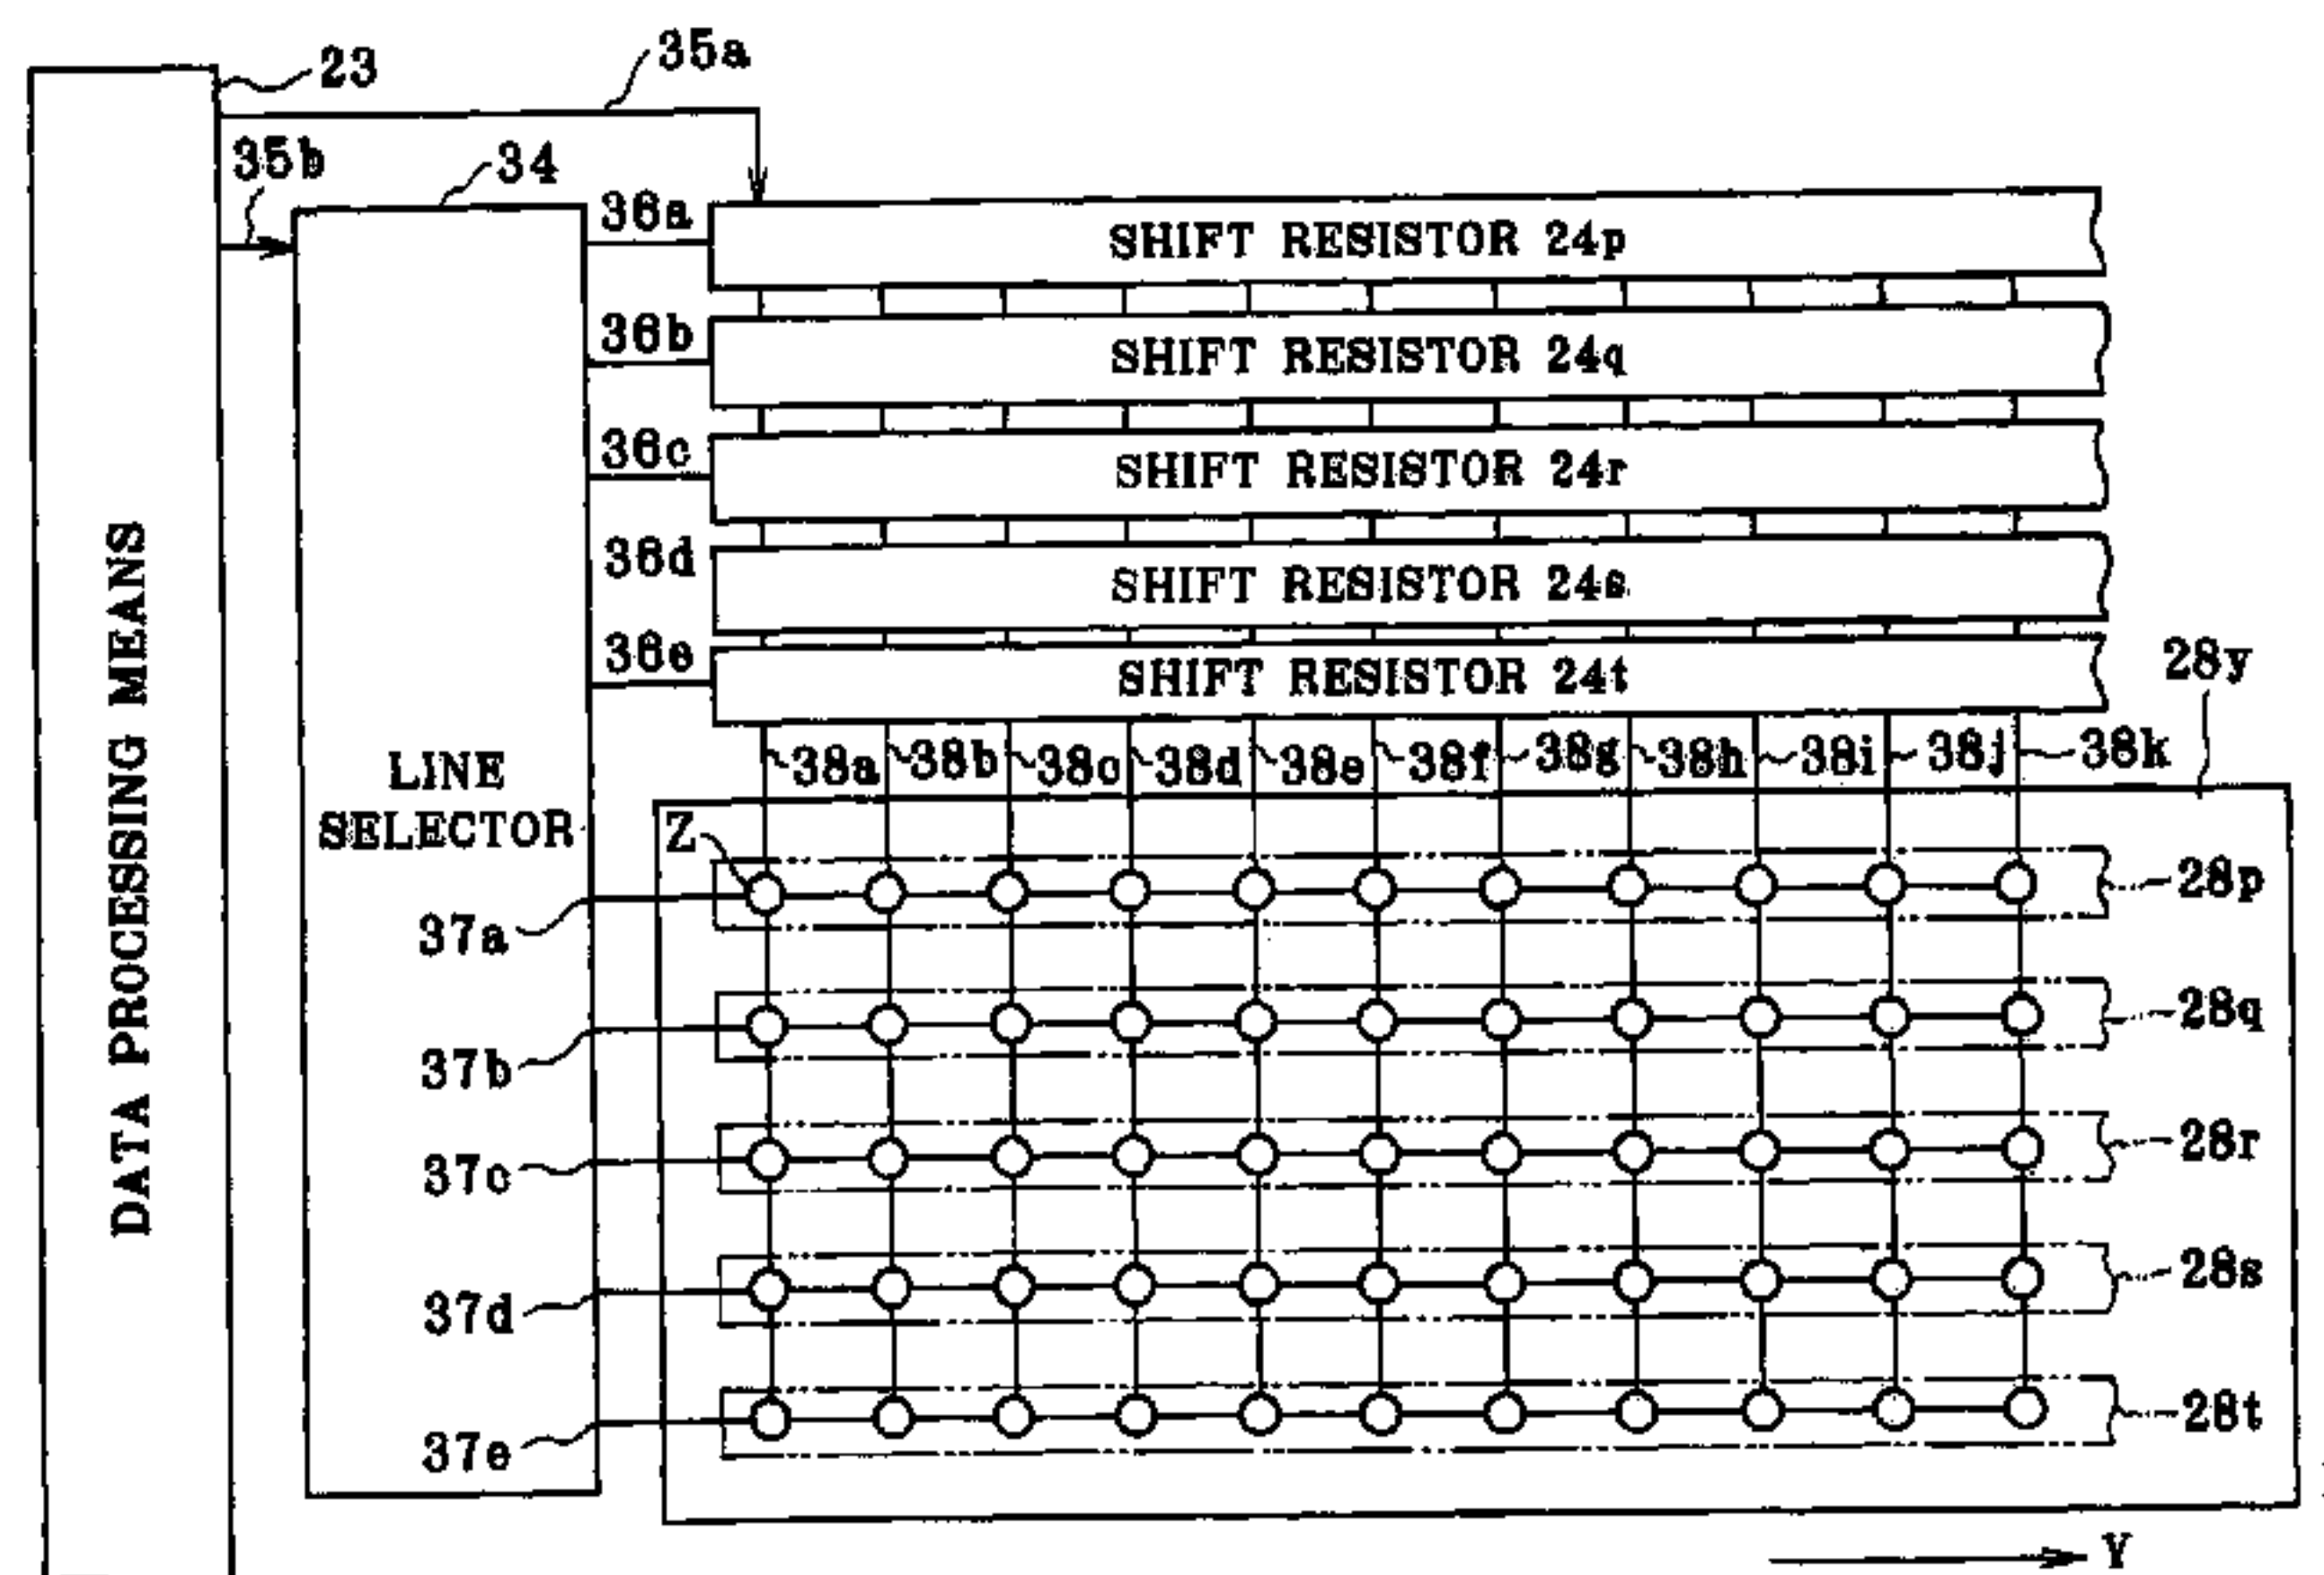 23
35a
35b
34
36a
SHIFT RESISTOR 24p
36b
SHIFT RESISTOR 24q
36c
SHIFT RESISTOR 24r
36d
SHIFT RESISTOR 24s
36e
SHIFT RESISTOR 24t
28y
DATA PROCESSING MEANS
LINE
SELECTOR
38a 38b 38c 38d 38e 38f 38g 38h 38i 38j 38k
Z
37a
28p
37b
28q
37c
28r
37d
28s
37e
28t
Y